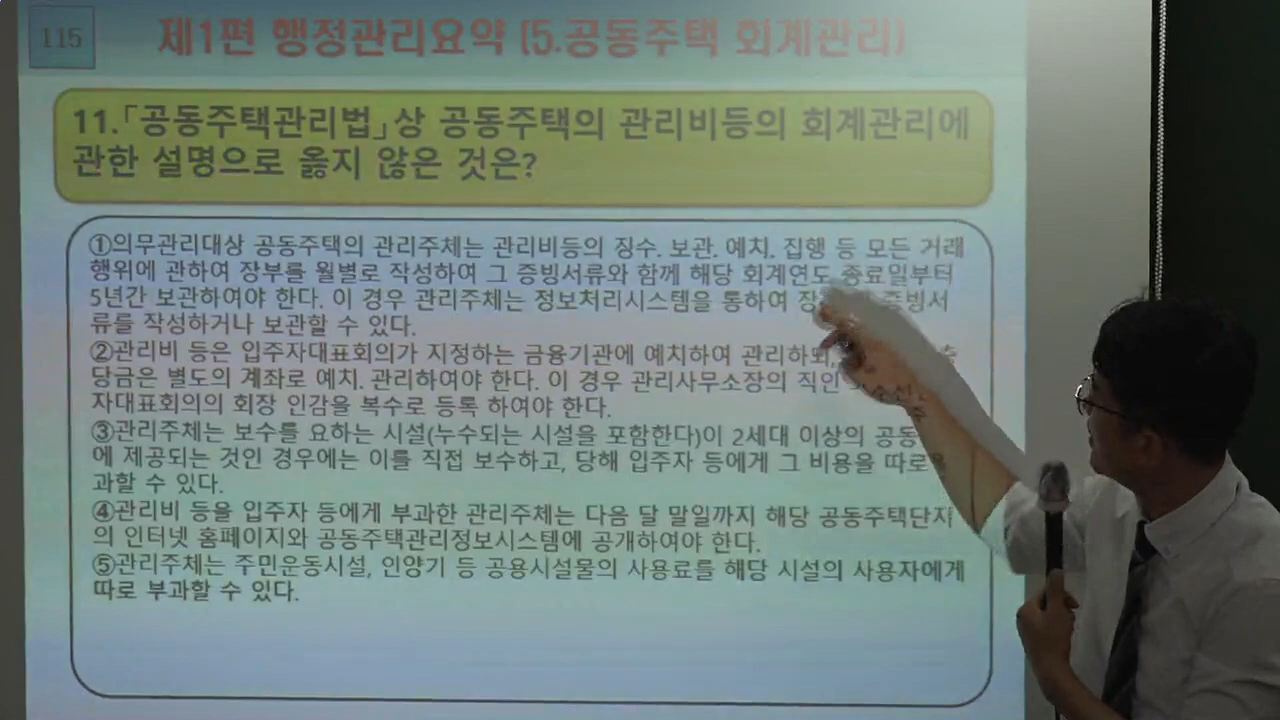 115
제1편 행정관리요약 (5.공동주택 회계관리)
11.「공동주택관리법」상 공동주택의 관리비등의 회계관리에
관한 설명으로 옳지 않은 것은?
①의무관리대상 공동주택의 관리주체는 관리비등의 징수. 보관. 예치. 집행 등 모든 거래
행위에 관하여 장부를 월별로 작성하여 그 증빙서류와 함께 해당 회계연도 종료일부터
5년간 보관하여야 한다. 이 경우 관리주체는 정보처리시스템을 통하여 증빙서
류를 작성하거나 보관할 수 있다.
②관리비 등은 입주자대표회의가 지정하는 금융기관에 예치하여 관리하되,
당금은 별도의 계좌로 예치. 관리하여야 한다. 이 경우 관리사무소장의 직인
자대표회의의 회장 인감을 복수로 등록 하여야 한다.
③관리주체는 보수를 요하는 시설(누수되는 시설을 포함한다)이 2세대 이상의 공동
에 제공되는 것인 경우에는 이를 직접 보수하고, 당해 입주자 등에게 그 비용을 따로
과할 수 있다.
④관리비 등을 입주자 등에게 부과한 관리주체는 다음 달 말일까지 해당 공동주택단지
의 인터넷 홈페이지와 공동주택관리정보시스템에 공개하여야 한다.
⑤관리주체는 주민운동시설, 인양기 등 공용시설물의 사용료를 해당 시설의 사용자에게
따로 부과할 수 있다.